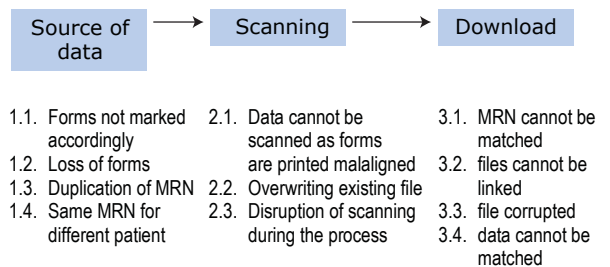 Source of
data
Scanning
Download
1.1. Forms not marked
accordingly
1.2. Loss of forms
1.3. Duplication of MRN
1.4. Same MRN for
different patient
2.1. Data cannot be
scanned as forms
are printed malaligned
2.2. Overwriting existing file
2.3. Disruption of scanning
during the process
3.1. MRN cannot be
matched
3.2. files cannot be
linked
3.3. file corrupted
3.4. data cannot be
matched